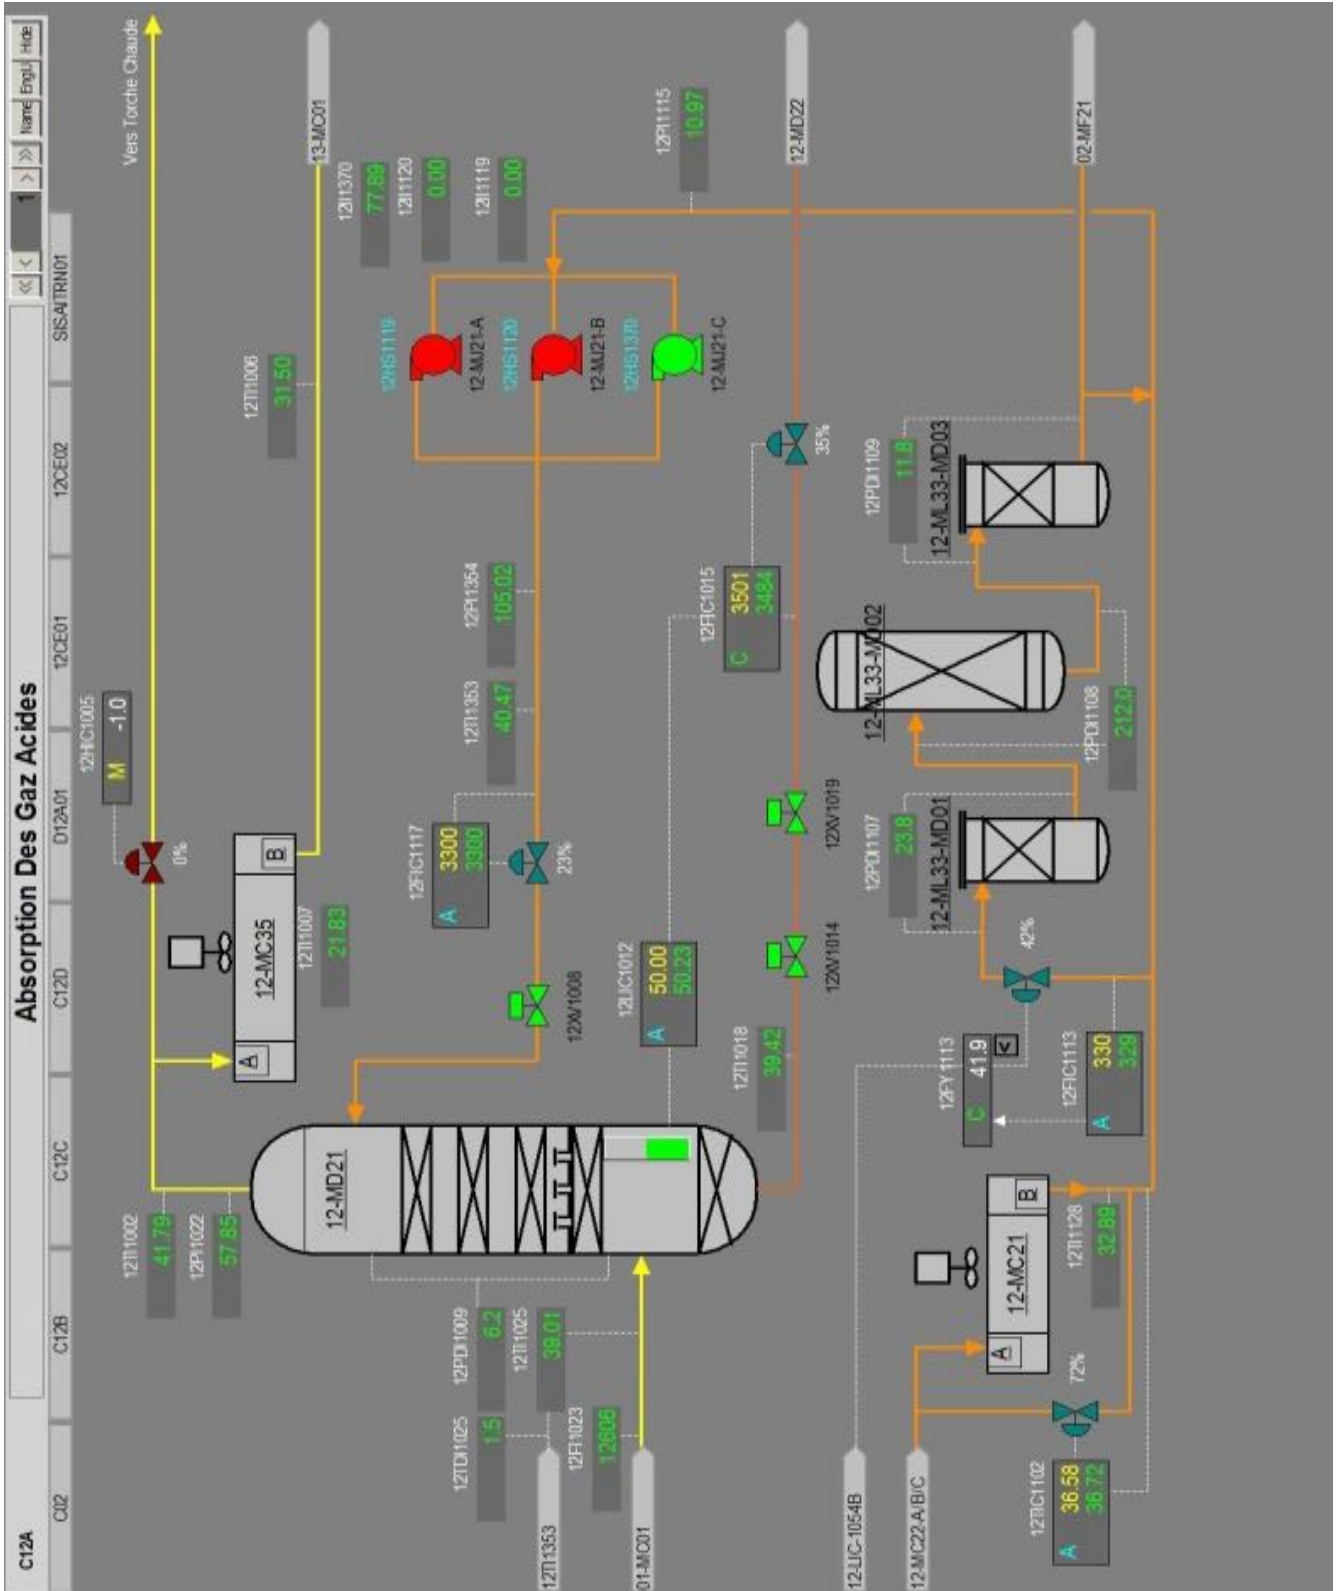 C12A
Absorption Des Gaz Acides
<< < 1 > >> Name EngU Hide
C02 C12B C12C C12D D12A01 12CE01 12CE02 SISA/TRN01
Vers Torche Chaude
12HIC1005
M -1.0
0%
12TI1002
41.79
12PI1022
57.85
12-MC35
A
B
12TI1007
21.83
12TI1006
31.50
13-MC01
12-MD21
12FIC1117
A 3300
3300
23%
12XV1008
12TI1353
40.47
12PI1354
105.02
12HS1119
12-MJ21-A
12HS1120
12-MJ21-B
12HS1370
12-MJ21-C
12II1370
77.89
12II1120
0.00
12II1119
0.00
12PI1115
10.97
12PDI1009
6.2
12TDI1025
1.5
12TI1025
39.01
12FI1023
12606
12TI1353
01-MC01
12LIC1012
A 50.00
50.23
12TI1018
39.42
12XV1014
12XV1019
12FIC1015
C 3501
3484
35%
12-MD22
12-LIC-1054B
12-MC22-A/B/C
12-MC21
A
B
12TIC1102
A 36.58
36.72
72%
12TI1128
32.89
12FY1113
C 41.9
<
12FIC1113
A 330
329
42%
12PDI1107
23.8
12-ML33-MD01
12PDI1108
212.0
12-ML33-MD02
12PDI1109
11.8
12-ML33-MD03
02-MF21